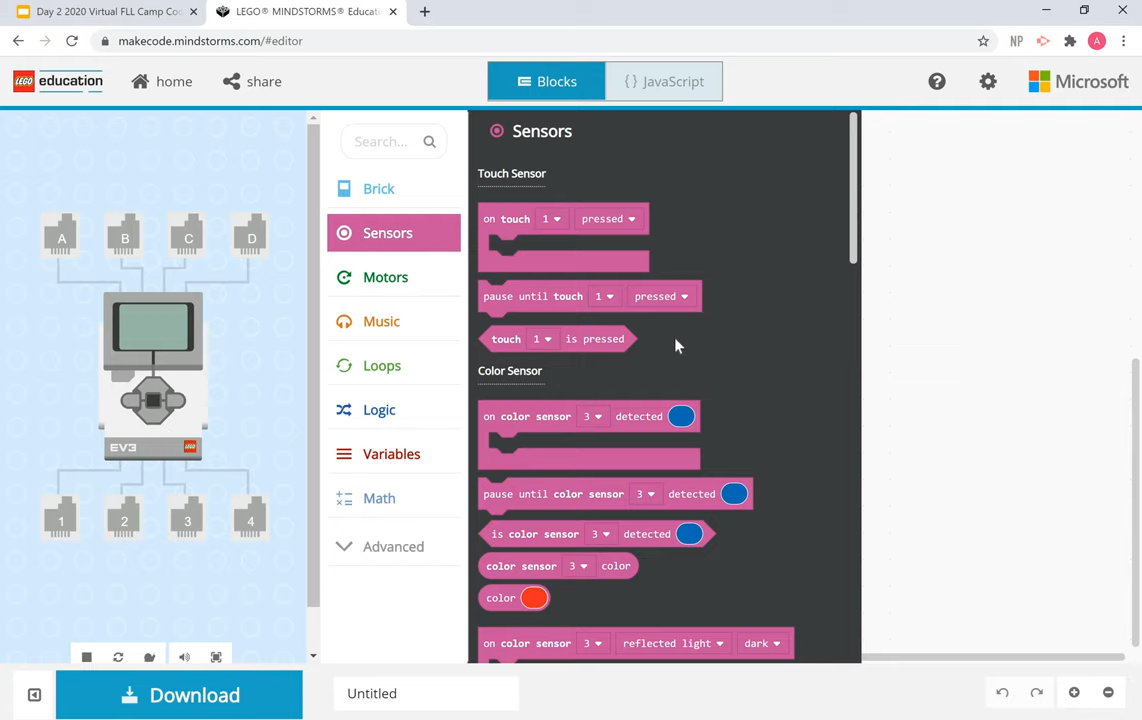 Day 2 2020 Virtual FLL Camp Co
LEGO® MINDSTORMS® Educati
makecode.mindstorms.com/#editor
NP
A
LEGO education
home
share
Blocks
{ } JavaScript
?
Microsoft
Search...
Sensors
Brick
Sensors
Motors
Music
Loops
Logic
Variables
Math
Advanced
Touch Sensor
on touch 1 pressed
pause until touch 1 pressed
touch 1 is pressed
Color Sensor
on color sensor 3 detected
pause until color sensor 3 detected
is color sensor 3 detected
color sensor 3 color
color
on color sensor 3 reflected light dark
A B C D
EV3 LEGO
1 2 3 4
Download
Untitled